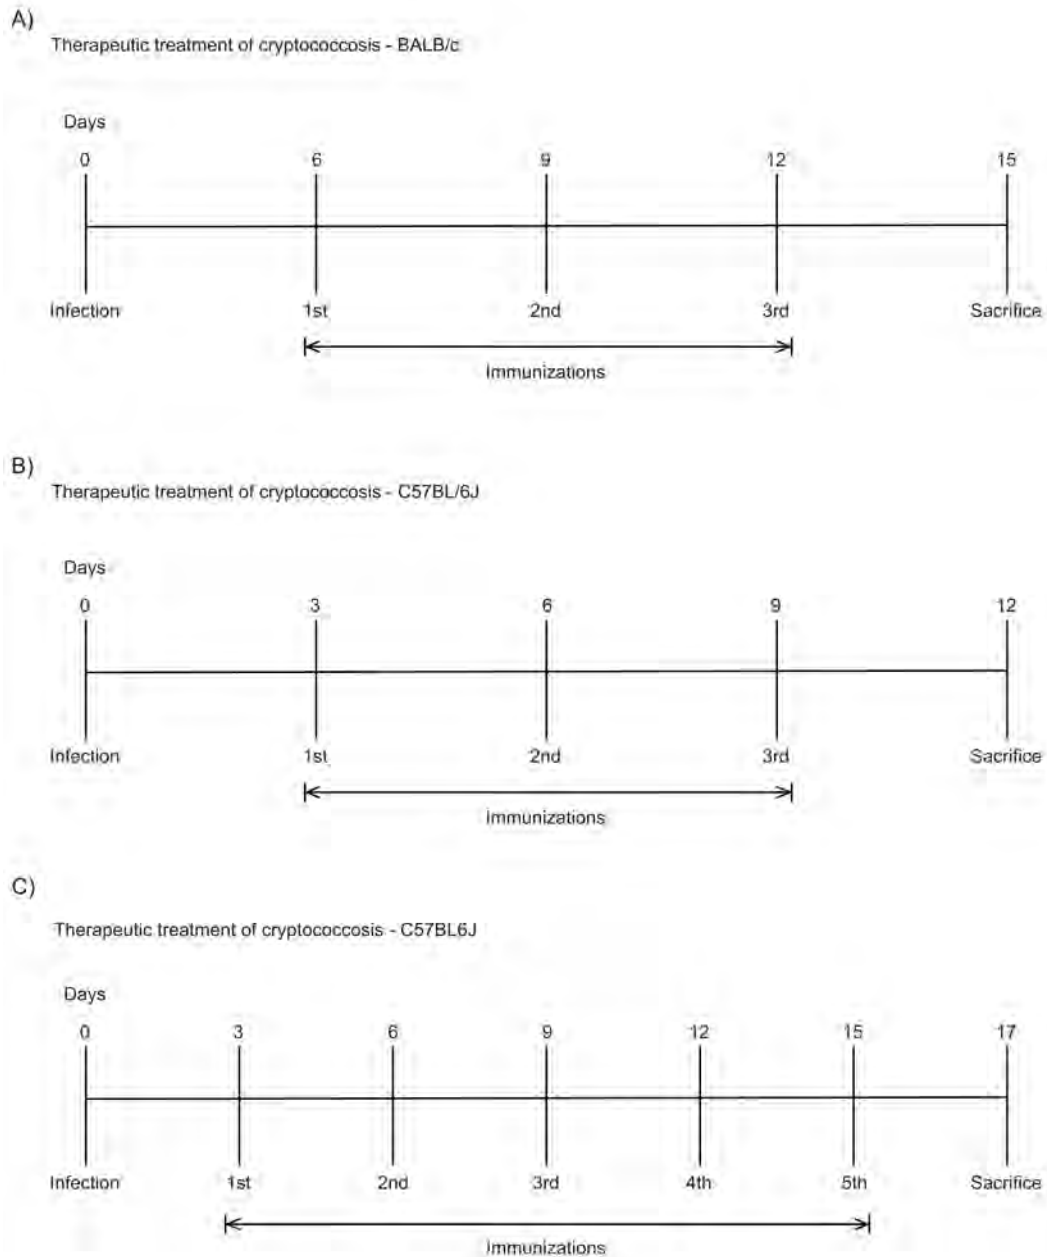 A)
Therapeutic treatment of cryptococcosis - BALB/c
Days
0 6 9 12 15
Infection 1st 2nd 3rd Sacrifice
Immunizations
B)
Therapeutic treatment of cryptococcosis - C57BL/6J
Days
0 3 6 9 12
Infection 1st 2nd 3rd Sacrifice
Immunizations
C)
Therapeutic treatment of cryptococcosis - C57BL6J
Days
0 3 6 9 12 15 17
Infection 1st 2nd 3rd 4th 5th Sacrifice
Immunizations